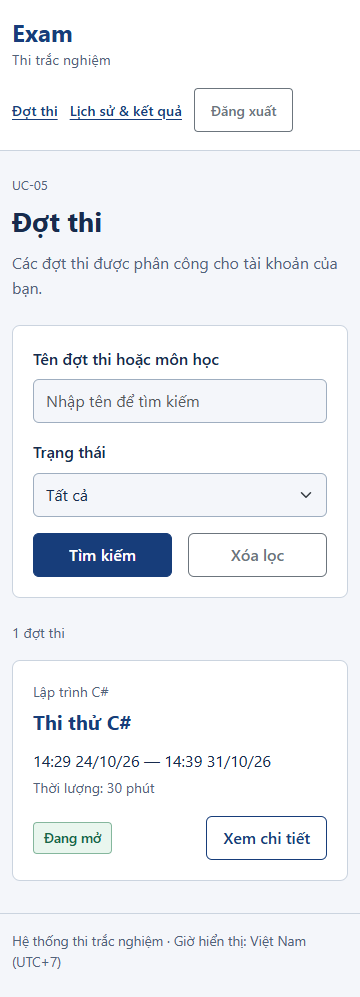 Exam
Thi trắc nghiệm
Đợt thi Lịch sử & kết quả Đăng xuất
UC-05
Đợt thi
Các đợt thi được phân công cho tài khoản của
bạn.
Tên đợt thi hoặc môn học
Nhập tên để tìm kiếm
Trạng thái
Tất cả
Tìm kiếm Xóa lọc
1 đợt thi
Lập trình C#
Thi thử C#
14:29 24/10/26 — 14:39 31/10/26
Thời lượng: 30 phút
Đang mở Xem chi tiết
Hệ thống thi trắc nghiệm · Giờ hiển thị: Việt Nam
(UTC+7)